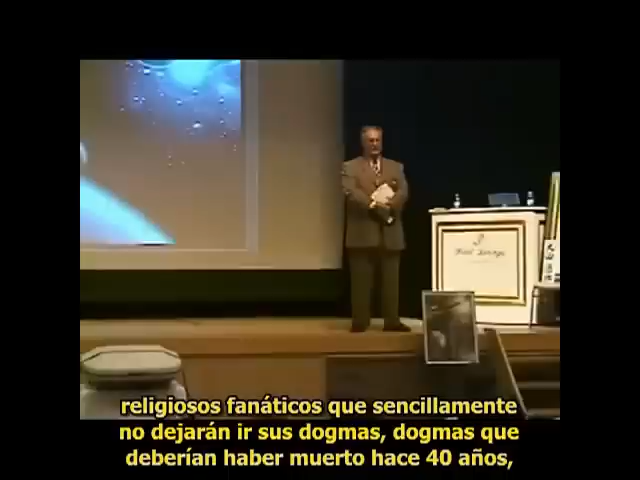 religiosos fanáticos que sencillamente
no dejarán ir sus dogmas, dogmas que
deberían haber muerto hace 40 años,